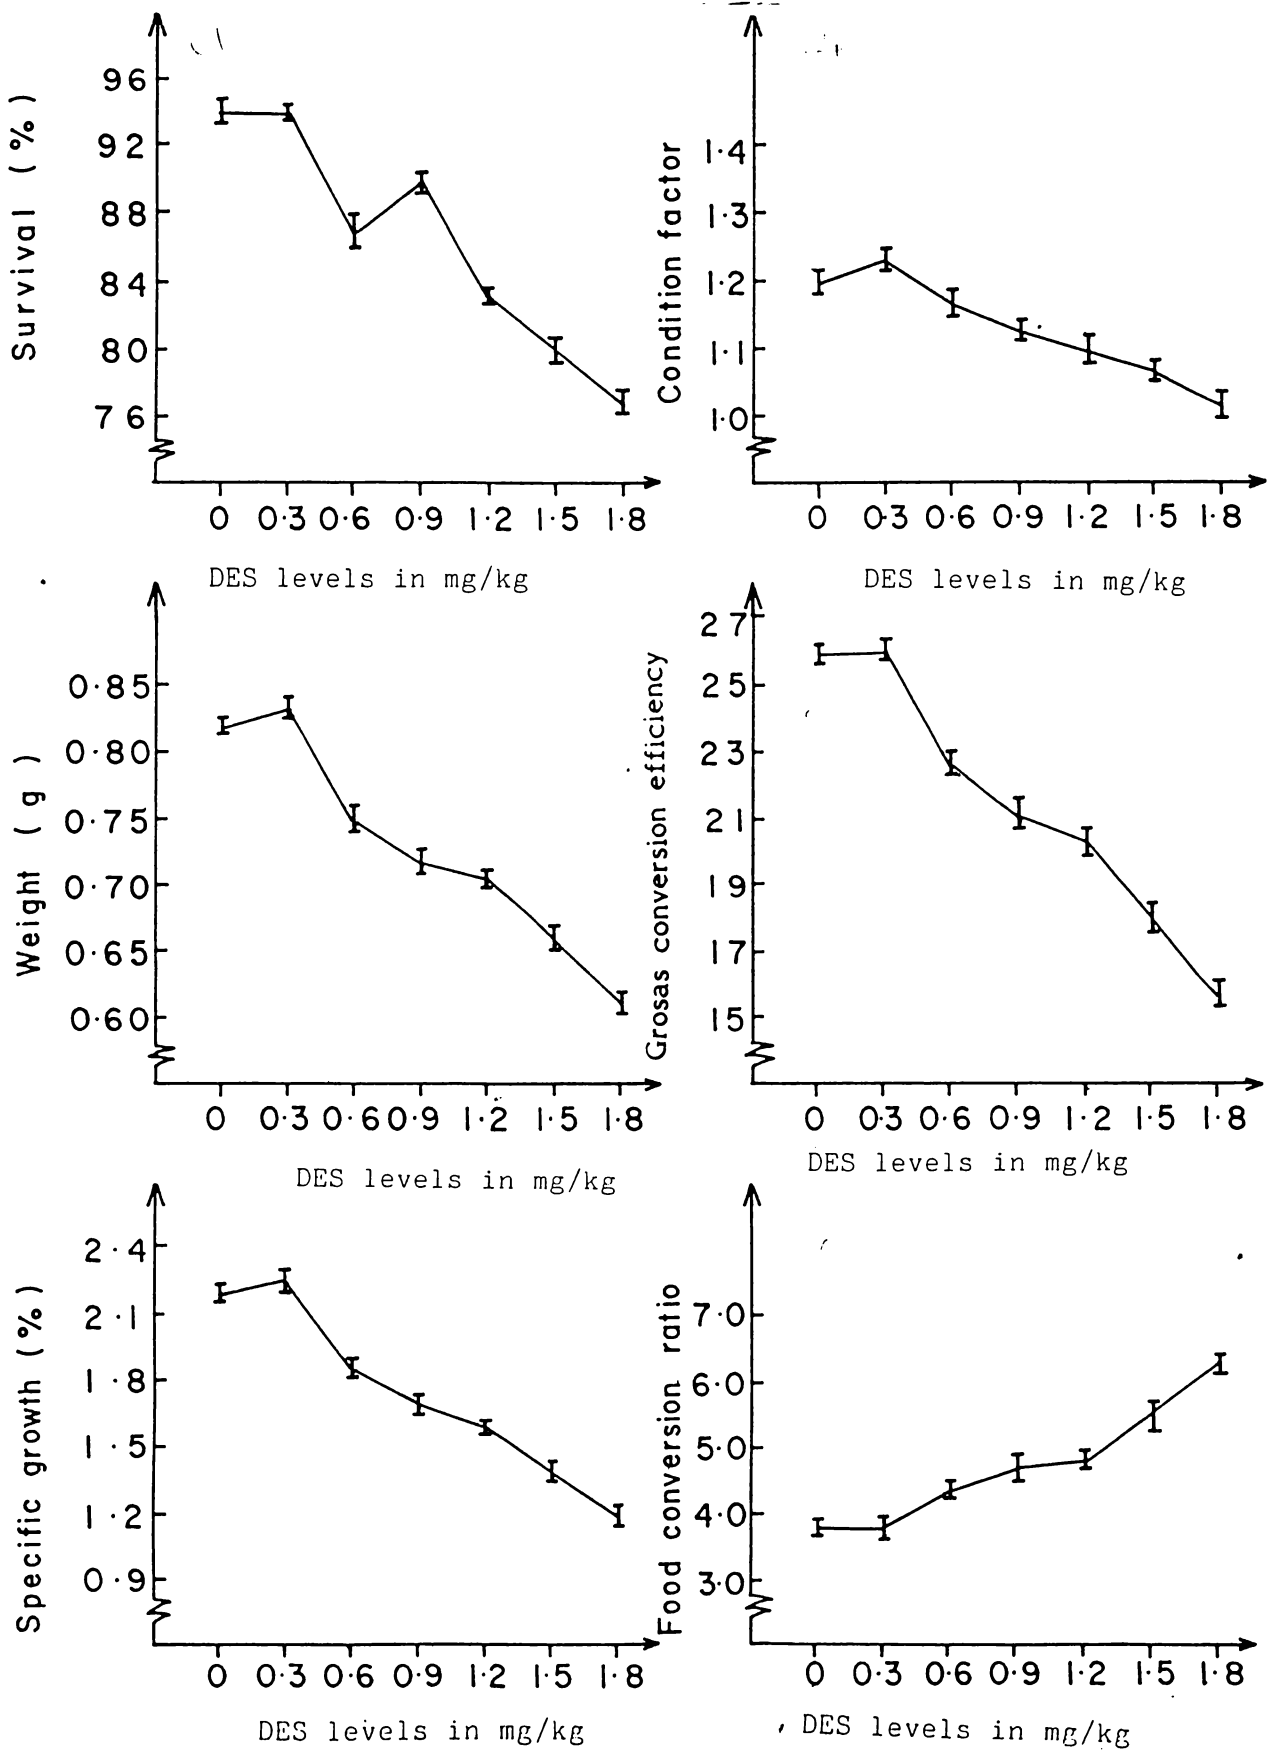 Survival (%)
96
92
88
84
80
76
0 0·3 0·6 0·9 1·2 1·5 1·8
DES levels in mg/kg
Condition factor
1·4
1·3
1·2
1·1
1·0
0 0·3 0·6 0·9 1·2 1·5 1·8
DES levels in mg/kg
Weight (g)
0·85
0·80
0·75
0·70
0·65
0·60
0 0·3 0·6 0·9 1·2 1·5 1·8
DES levels in mg/kg
Grosas conversion efficiency
27
25
23
21
19
17
15
0 0·3 0·6 0·9 1·2 1·5 1·8
DES levels in mg/kg
Specific growth (%)
2·4
2·1
1·8
1·5
1·2
0·9
0 0·3 0·6 0·9 1·2 1·5 1·8
DES levels in mg/kg
Food conversion ratio
7·0
6·0
5·0
4·0
3·0
0 0·3 0·6 0·9 1·2 1·5 1·8
DES levels in mg/kg